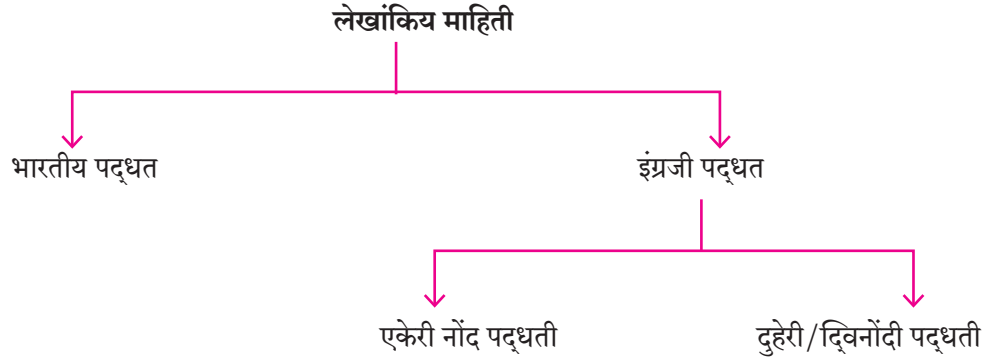 लेखांकिय माहिती
भारतीय पद्‌धत
इंग्रजी पद्‌धत
एकेरी नोंद पद्‌धती
दुहेरी/द्‌विनोंदी पद्‌धती